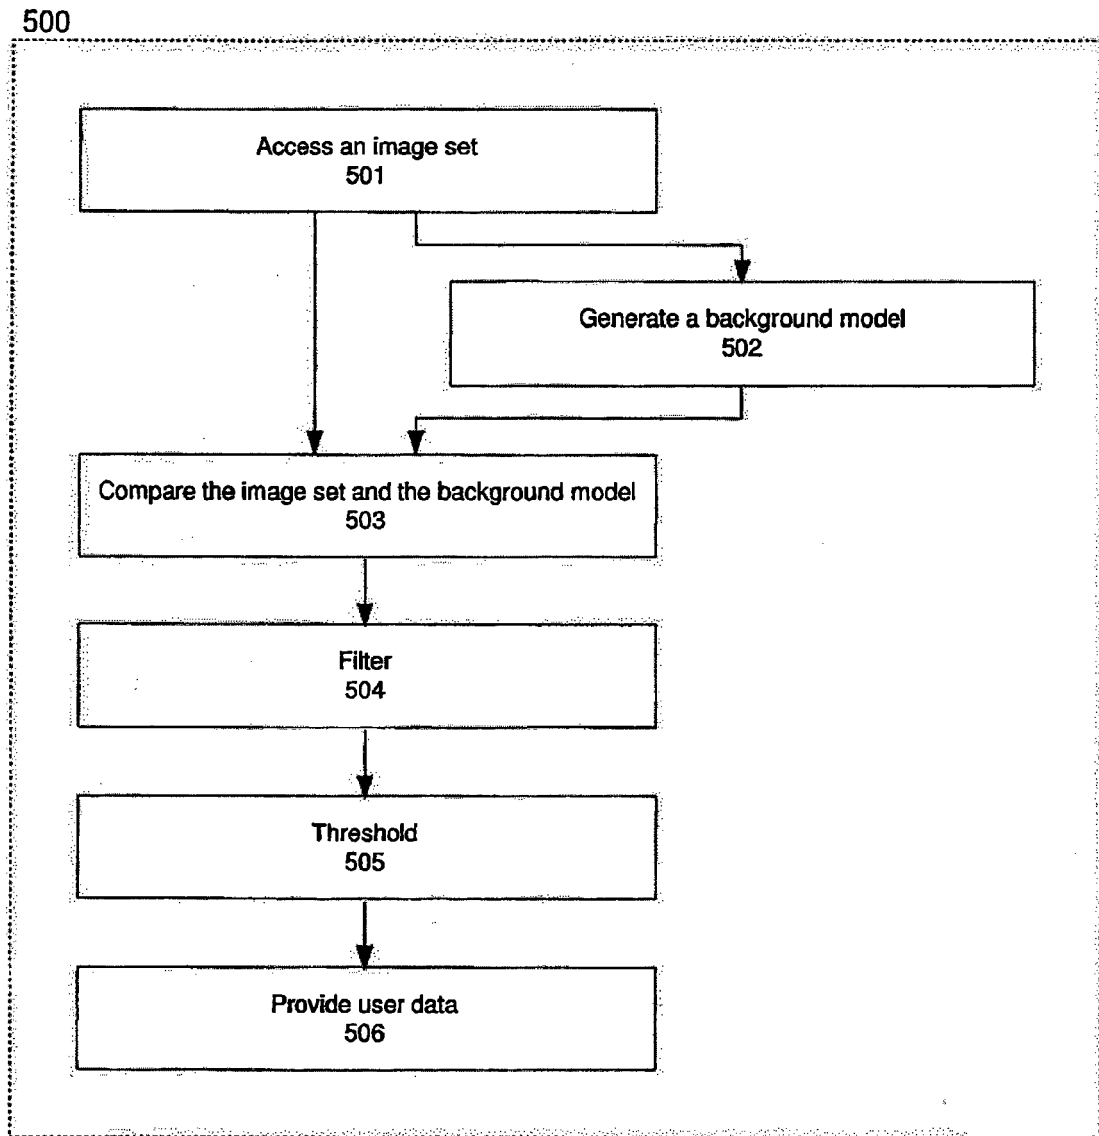 500
Access an image set
501
Generate a background model
502
Compare the image set and the background model
503
Filter
504
Threshold
505
Provide user data
506